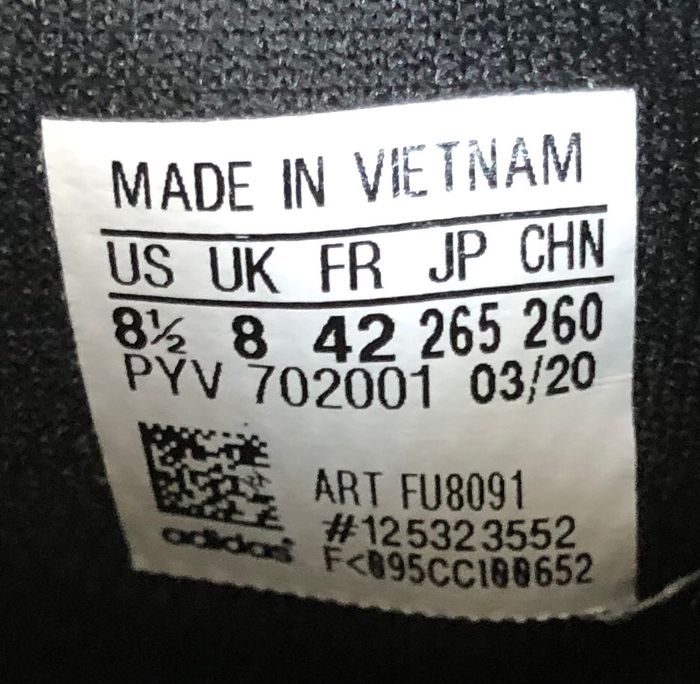 MADE IN VIETNAM
US UK FR JP CHN
8½ 8 42 265 260
PYV 702001 03/20
ART FU8091
#125323552
adidas